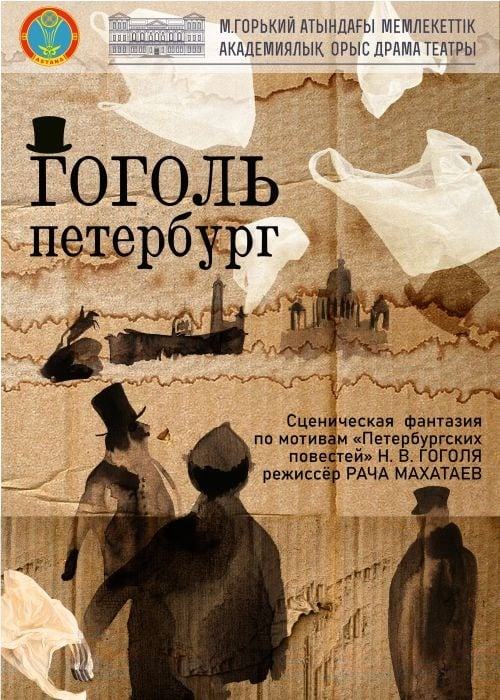 ASTANA
М.ГОРЬКИЙ АТЫНДАҒЫ МЕМЛЕКЕТТІК
АКАДЕМИЯЛЫҚ ОРЫС ДРАМА ТЕАТРЫ
ГОГОЛЬ
петербург
Сценическая фантазия
по мотивам «Петербургских
повестей» Н. В. ГОГОЛЯ
режиссёр РАЧА МАХАТАЕВ